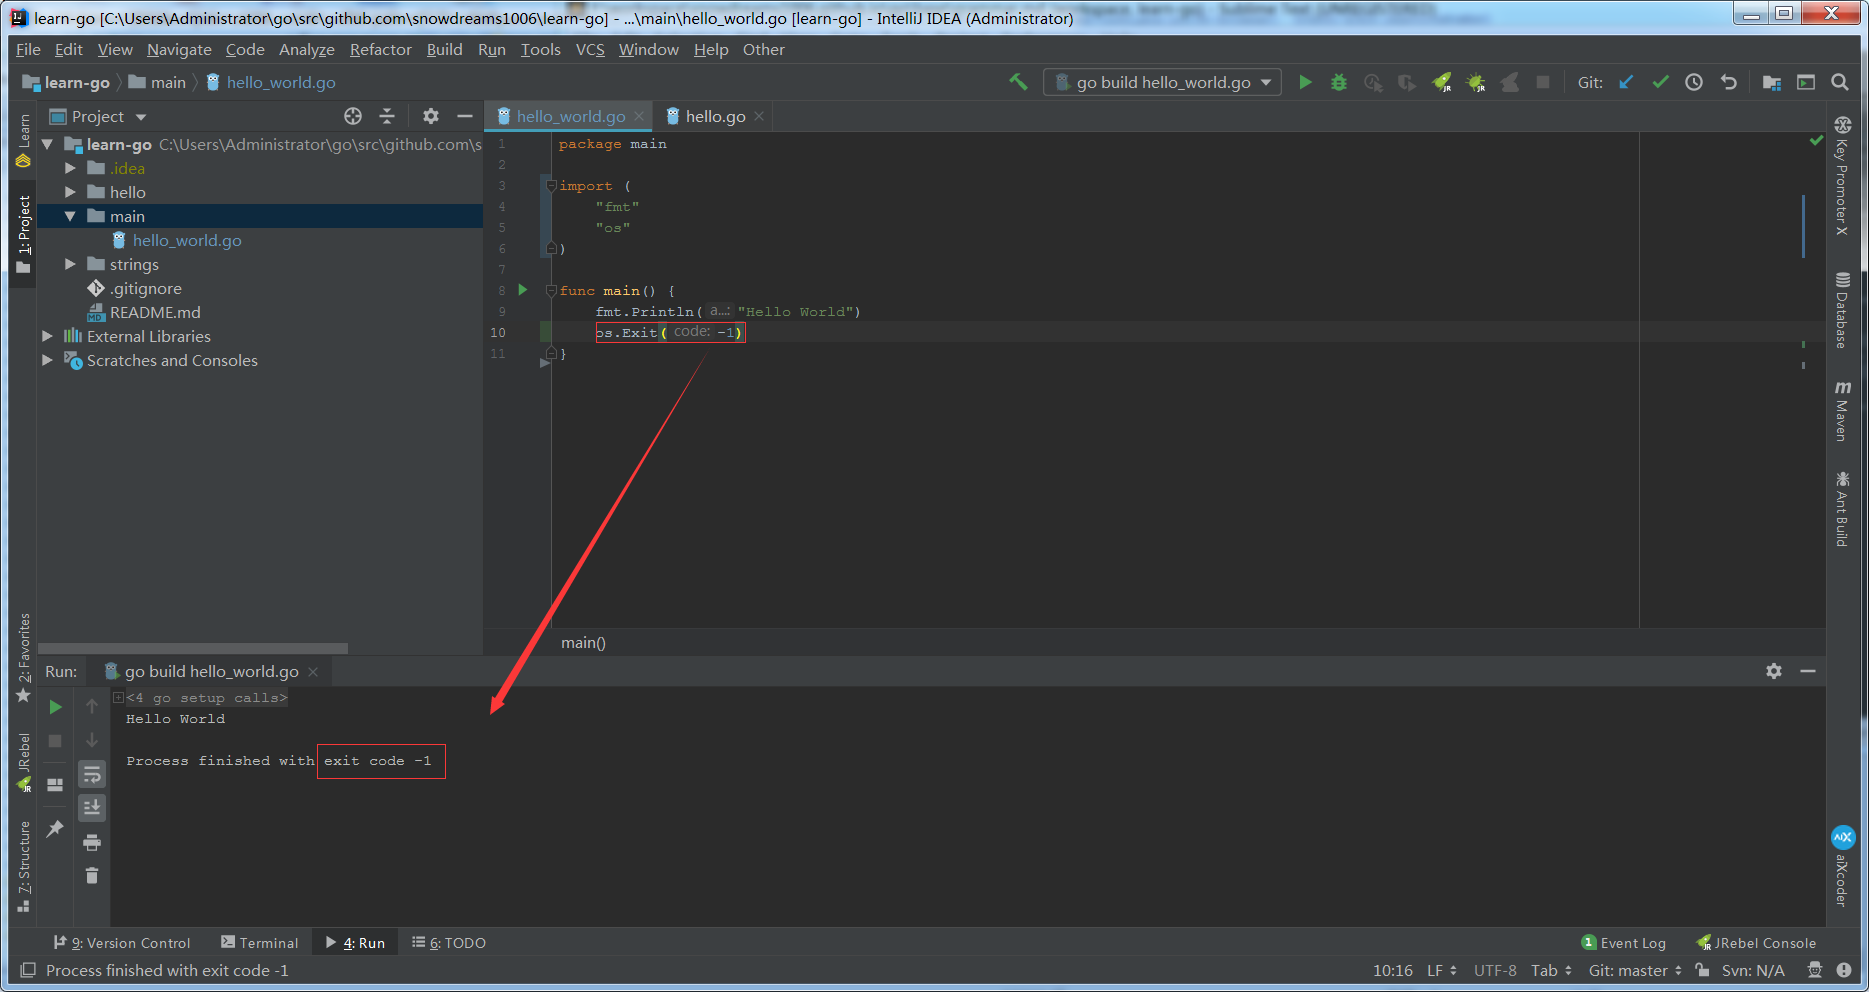 learn-go [C:\Users\Administrator\go\src\github.com\snowdreams1006\learn-go] - ...\main\hello_world.go [learn-go] - IntelliJ IDEA (Administrator)
File Edit View Navigate Code Analyze Refactor Build Run Tools VCS Window Help Other
learn-go main hello_world.go
go build hello_world.go
Git:
Learn
1: Project
2: Favorites
JRebel
7: Structure
Project
learn-go C:\Users\Administrator\go\src\github.com\s
.idea
hello
main
hello_world.go
strings
.gitignore
README.md
External Libraries
Scratches and Consoles
hello_world.go hello.go
1 package main
2
3 import (
4 "fmt"
5 "os"
6 )
7
8 func main() {
9 fmt.Println( a...: "Hello World")
10 os.Exit( code: -1)
11 }
main()
Key Promoter X
Database
m Maven
Ant Build
aiXcoder
Run: go build hello_world.go
<4 go setup calls>
Hello World
Process finished with exit code -1
9: Version Control Terminal 4: Run 6: TODO
1 Event Log JRebel Console
Process finished with exit code -1
10:16 LF UTF-8 Tab Git: master Svn: N/A